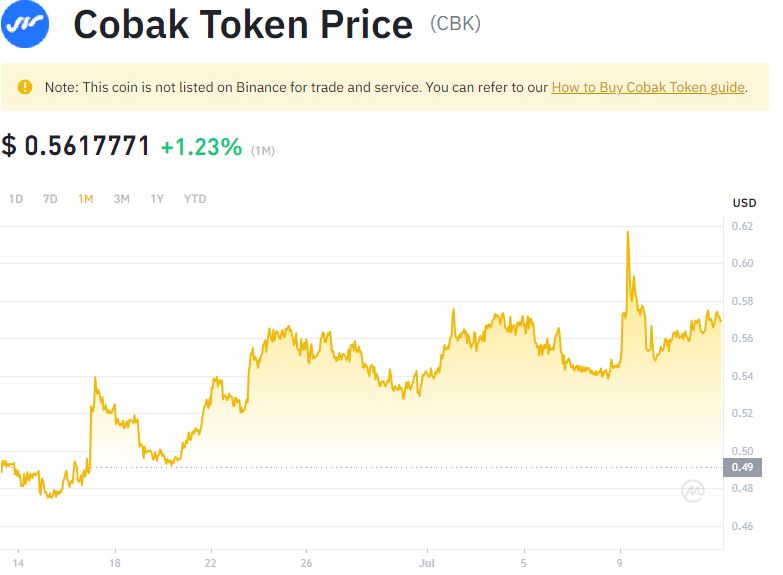 Cobak Token Price (CBK)
Note: This coin is not listed on Binance for trade and service. You can refer to our How to Buy Cobak Token guide.
$ 0.5617771 +1.23% (1M)
1D 7D 1M 3M 1Y YTD
USD
0.62
0.60
0.58
0.56
0.54
0.52
0.50
0.49
0.48
0.46
14 18 22 26 Jul 5 9